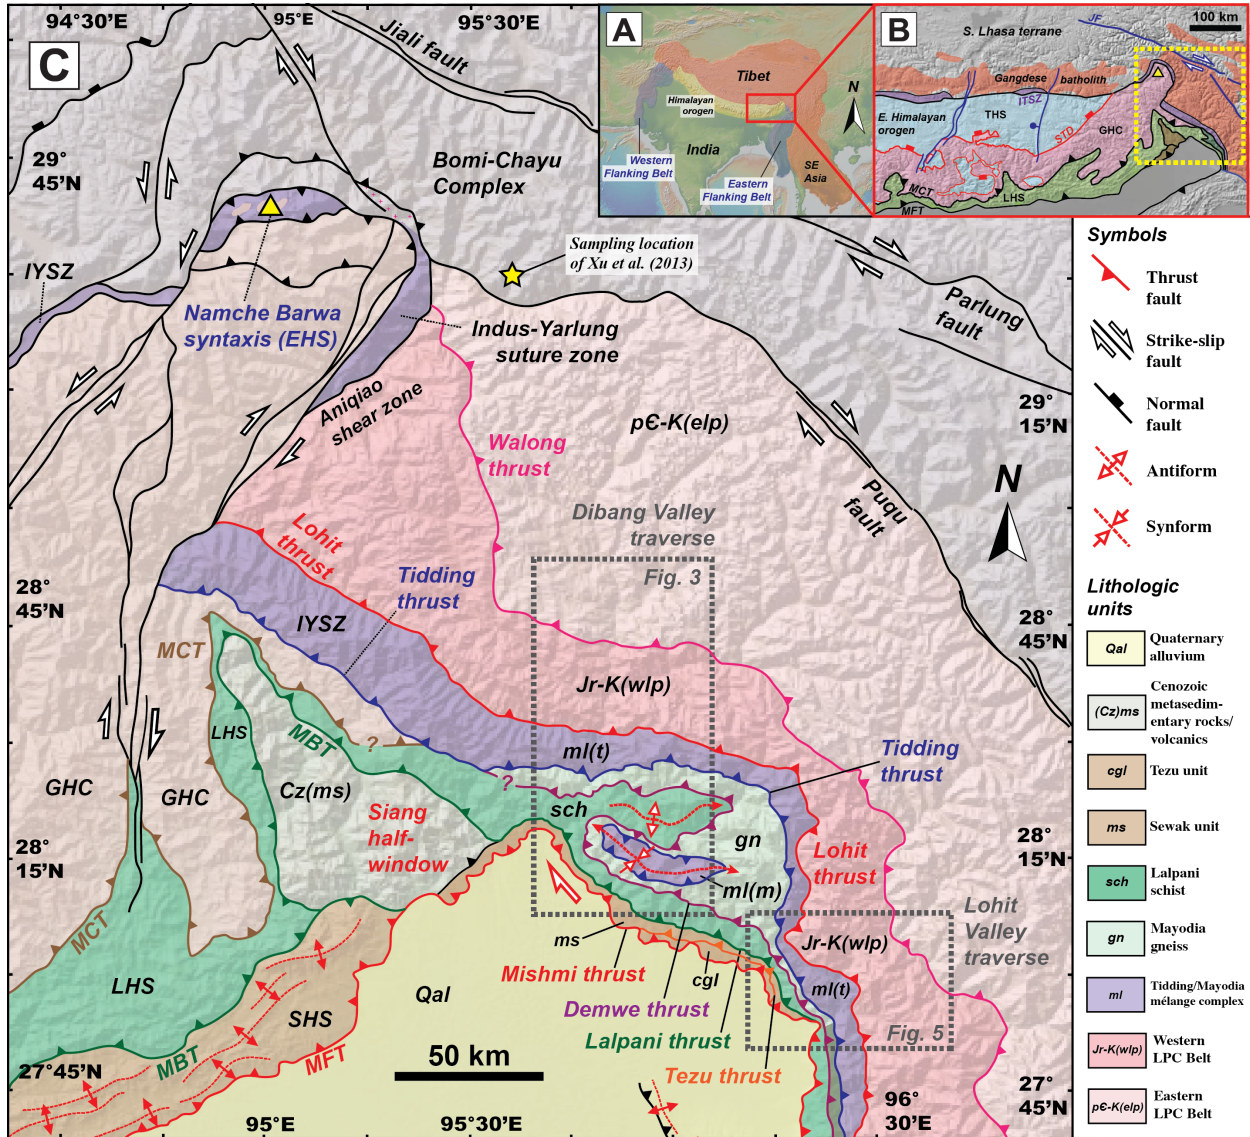 94°30'E
95°E
95°30'E
C
Jiali fault
A
Tibet
Himalayan
orogen
N
India
Western
Flanking Belt
Eastern
Flanking Belt
SE
Asia
B
JF
100 km
S. Lhasa terrane
Gangdese
batholith
ITSZ
E. Himalayan
orogen
THS
STD
GHC
MCT
LHS
MFT
29°
45'N
Bomi-Chayu
Complex
Sampling location
of Xu et al. (2013)
IYSZ
Namche Barwa
syntaxis (EHS)
Indus-Yarlung
suture zone
Parlung
fault
Aniqiao
shear zone
Walong
thrust
pЄ-K(elp)
29°
15'N
Puqu
fault
N
Dibang Valley
traverse
Fig. 3
Lohit
thrust
Tidding
thrust
28°
45'N
28°
45'N
IYSZ
MCT
Jr-K(wlp)
LHS
MBT
?
ml(t)
Tidding
thrust
GHC
GHC
Cz(ms)
?
Siang
half-
window
sch
gn
ml(m)
Lohit
thrust
28°
15'N
28°
15'N
Lohit
Valley
traverse
MCT
Jr-K(wlp)
ms
Mishmi thrust
cgl
LHS
Qal
Demwe thrust
ml(t)
SHS
Lalpani thrust
Fig. 5
MBT
MFT
50 km
Tezu thrust
27°45'N
27°
45'N
95°E
95°30'E
96°
30'E
Symbols
Thrust
fault
Strike-slip
fault
Normal
fault
Antiform
Synform
Lithologic
units
Qal
Quaternary
alluvium
(Cz)ms
Cenozoic
metasedim-
entary rocks/
volcanics
cgl
Tezu unit
ms
Sewak unit
sch
Lalpani
schist
gn
Mayodia
gneiss
ml
Tidding/Mayodia
mélange complex
Jr-K(wlp)
Western
LPC Belt
pЄ-K(elp)
Eastern
LPC Belt